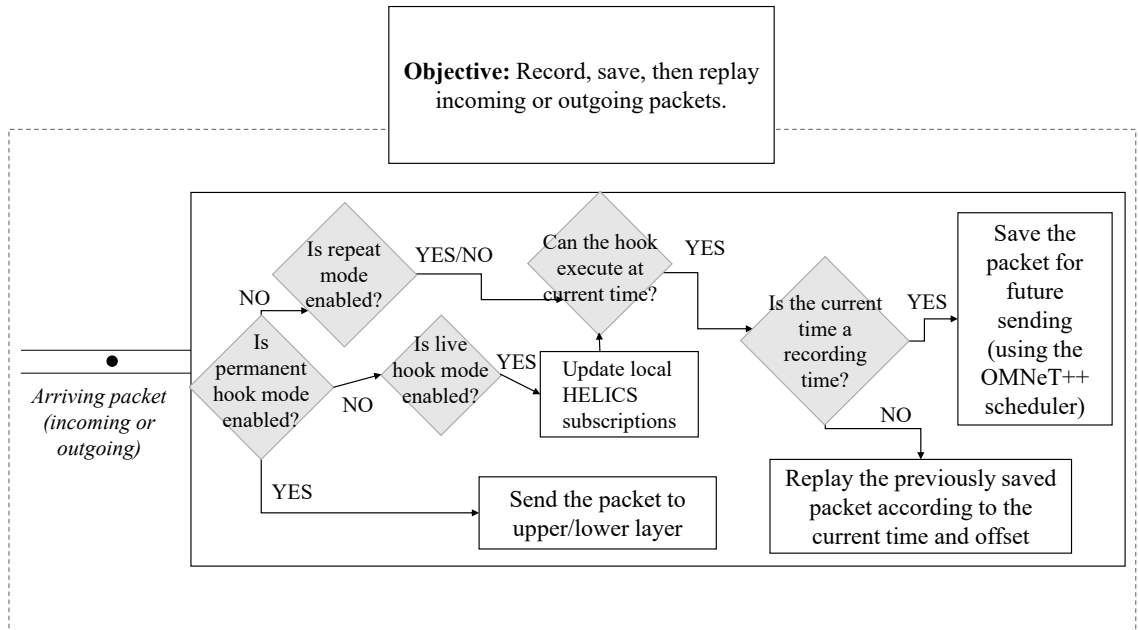 Objective: Record, save, then replay
incoming or outgoing packets.
Is repeat
mode
enabled?
YES/NO
Can the hook
execute at
current time?
YES
Save the
packet for
future
sending
(using the
OMNeT++
scheduler)
NO
Is the current
time a
recording
time?
YES
Is
permanent
hook mode
enabled?
NO
Is live
hook mode
enabled?
YES
Update local
HELICS
subscriptions
Arriving packet
(incoming or
outgoing)
NO
YES
Send the packet to
upper/lower layer
Replay the previously saved
packet according to the
current time and offset